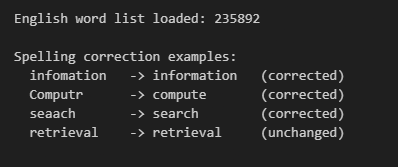 English word list loaded: 235892
Spelling correction examples:
infomation -> information (corrected)
Computr -> compute (corrected)
seaach -> search (corrected)
retrieval -> retrieval (unchanged)